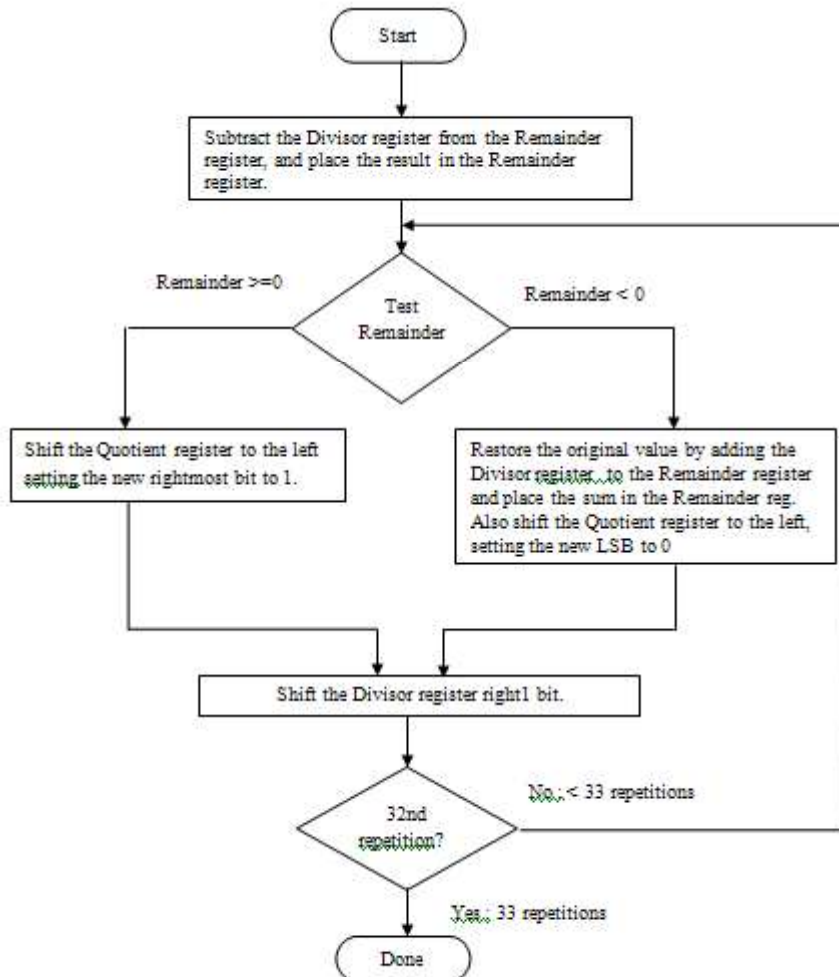 Start
Subtract the Divisor register from the Remainder
register, and place the result in the Remainder
register.
Remainder >=0
Test
Remainder
Remainder < 0
Shift the Quotient register to the left
setting the new rightmost bit to 1.
Restore the original value by adding the
Divisor register, to the Remainder register
and place the sum in the Remainder reg.
Also shift the Quotient register to the left,
setting the new LSB to 0
Shift the Divisor register right1 bit.
32nd
repetition?
No.: < 33 repetitions
Yes.: 33 repetitions
Done